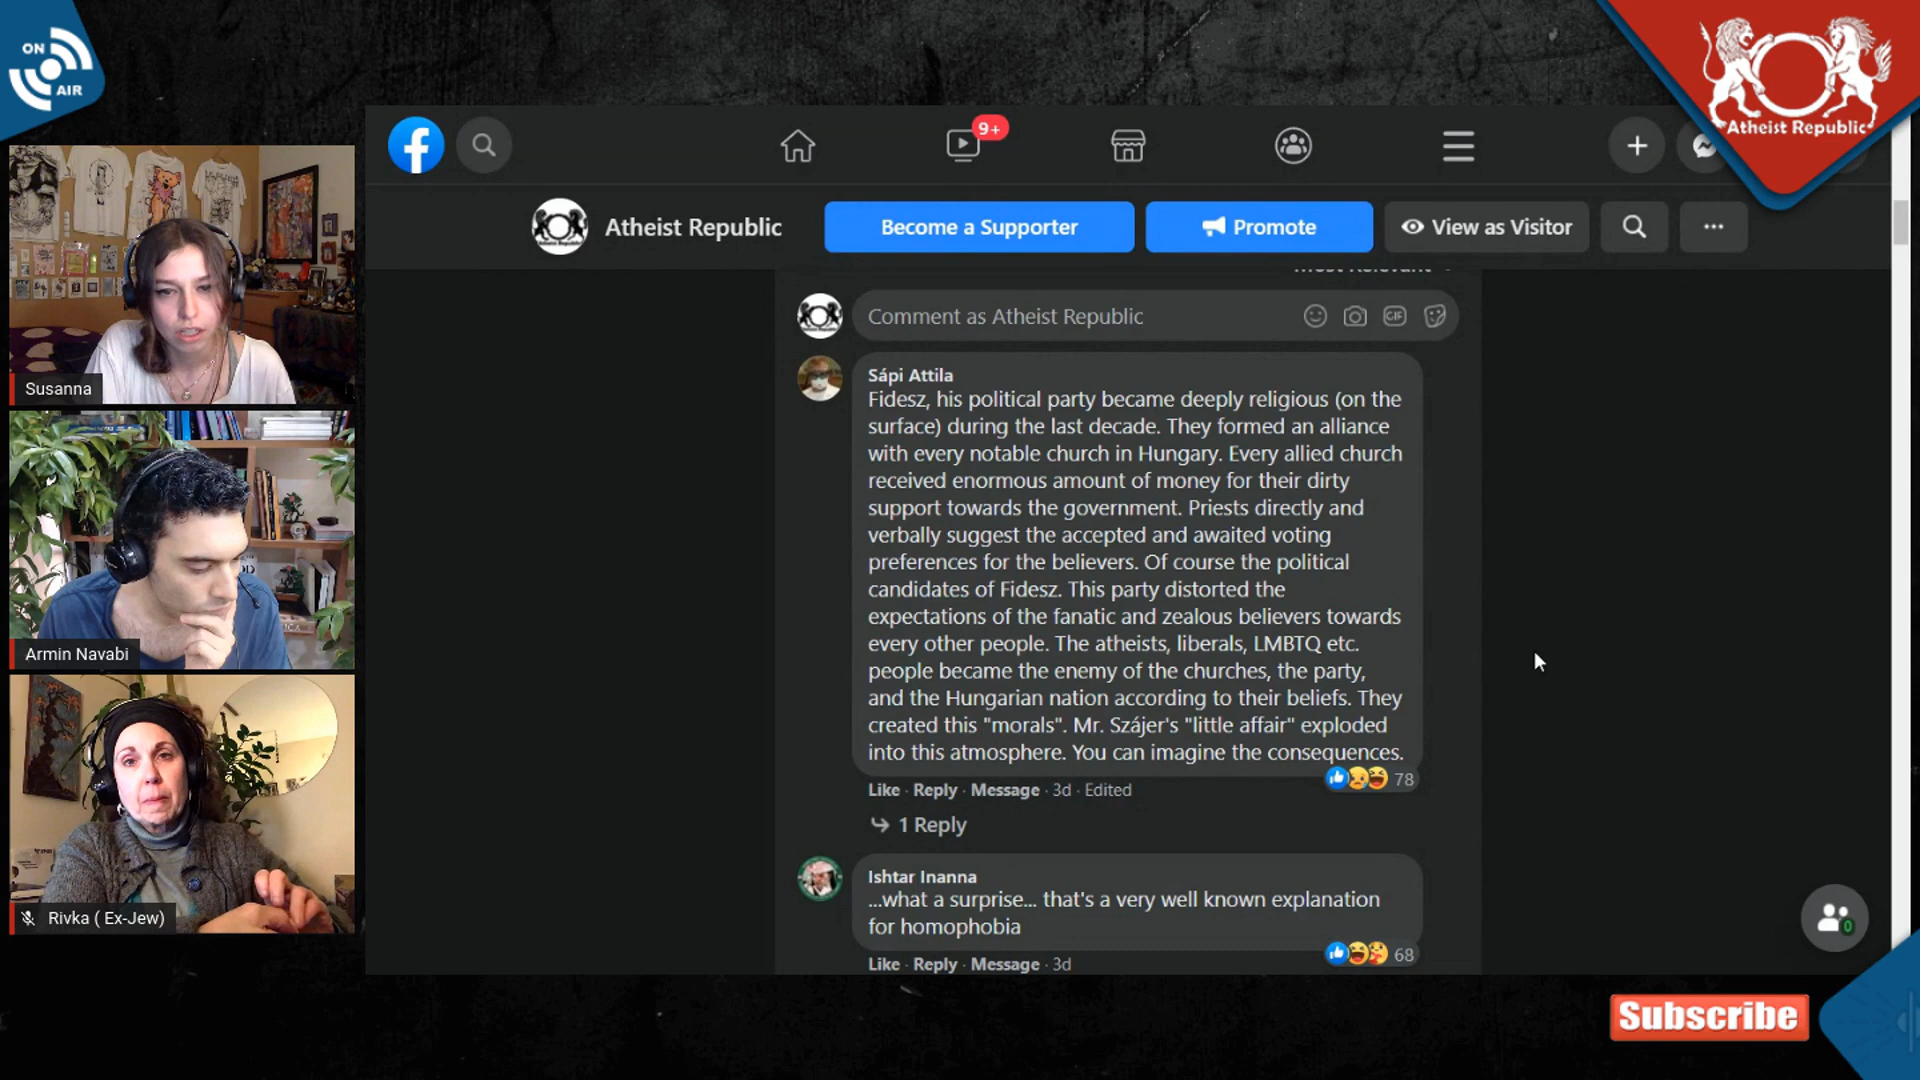 ON
AIR
Atheist Republic
9+
Atheist Republic
Become a Supporter
Promote
View as Visitor
Most Relevant
Comment as Atheist Republic
GIF
Sápi Attila
Fidesz, his political party became deeply religious (on the
surface) during the last decade. They formed an alliance
with every notable church in Hungary. Every allied church
received enormous amount of money for their dirty
support towards the government. Priests directly and
verbally suggest the accepted and awaited voting
preferences for the believers. Of course the political
candidates of Fidesz. This party distorted the
expectations of the fanatic and zealous believers towards
every other people. The atheists, liberals, LMBTQ etc.
people became the enemy of the churches, the party,
and the Hungarian nation according to their beliefs. They
created this "morals". Mr. Szájer's "little affair" exploded
into this atmosphere. You can imagine the consequences.
78
Like · Reply · Message · 3d · Edited
1 Reply
Ishtar Inanna
...what a surprise... that's a very well known explanation
for homophobia
68
Like · Reply · Message · 3d
0
Susanna
Armin Navabi
Rivka ( Ex-Jew)
Subscribe